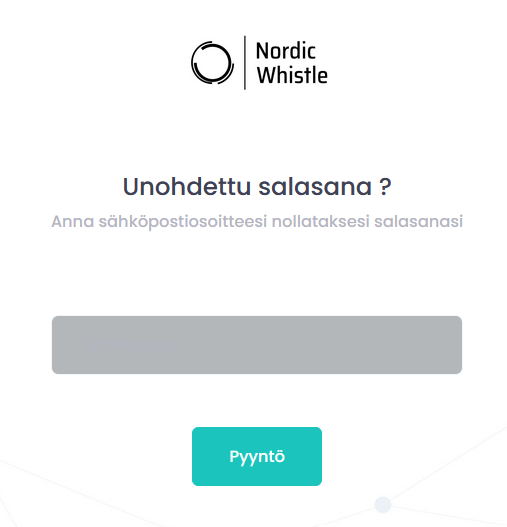 Nordic
Whistle
Unohdettu salasana ?
Anna sähköpostiosoitteesi nollataksesi salasanasi
Pyyntö